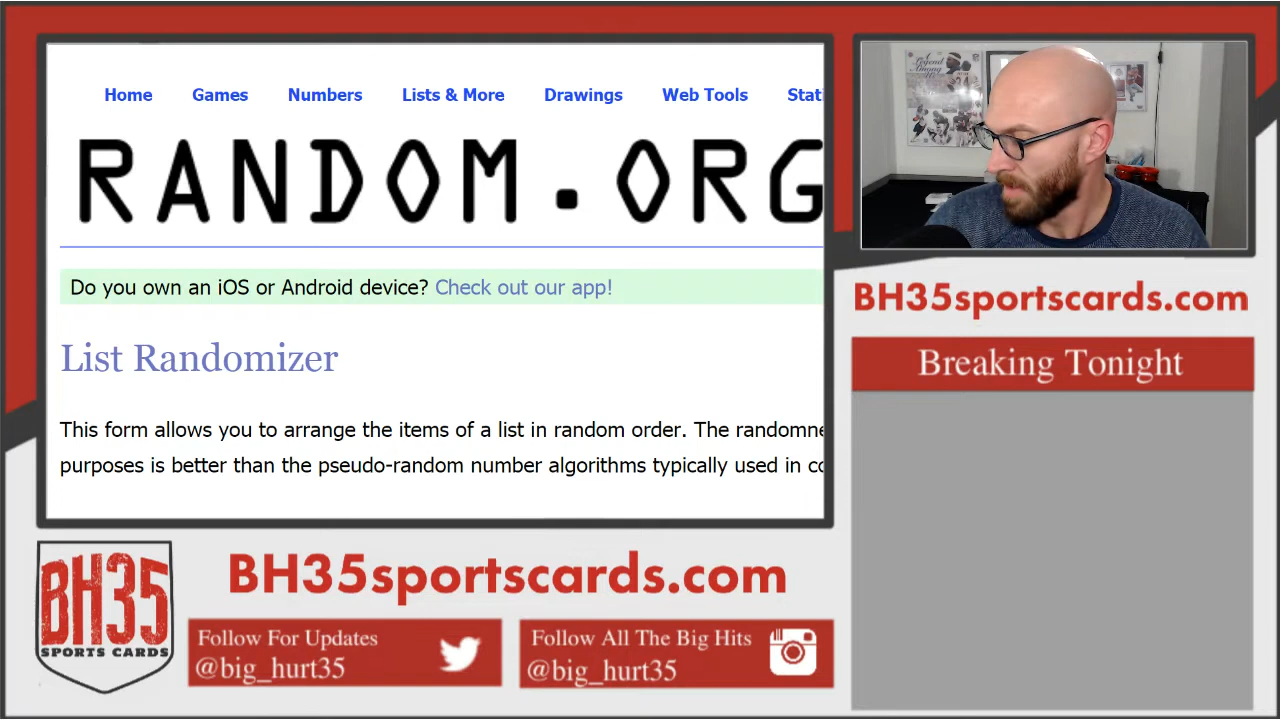 Home Games Numbers Lists & More Drawings Web Tools Stati
RANDOM.ORG
Do you own an iOS or Android device? Check out our app!
List Randomizer
This form allows you to arrange the items of a list in random order. The randomne
purposes is better than the pseudo-random number algorithms typically used in co
A Legend Among
BH35sportscards.com
Breaking Tonight
BH35
SPORTS CARDS
BH35sportscards.com
Follow For Updates
@big_hurt35
Follow All The Big Hits
@big_hurt35